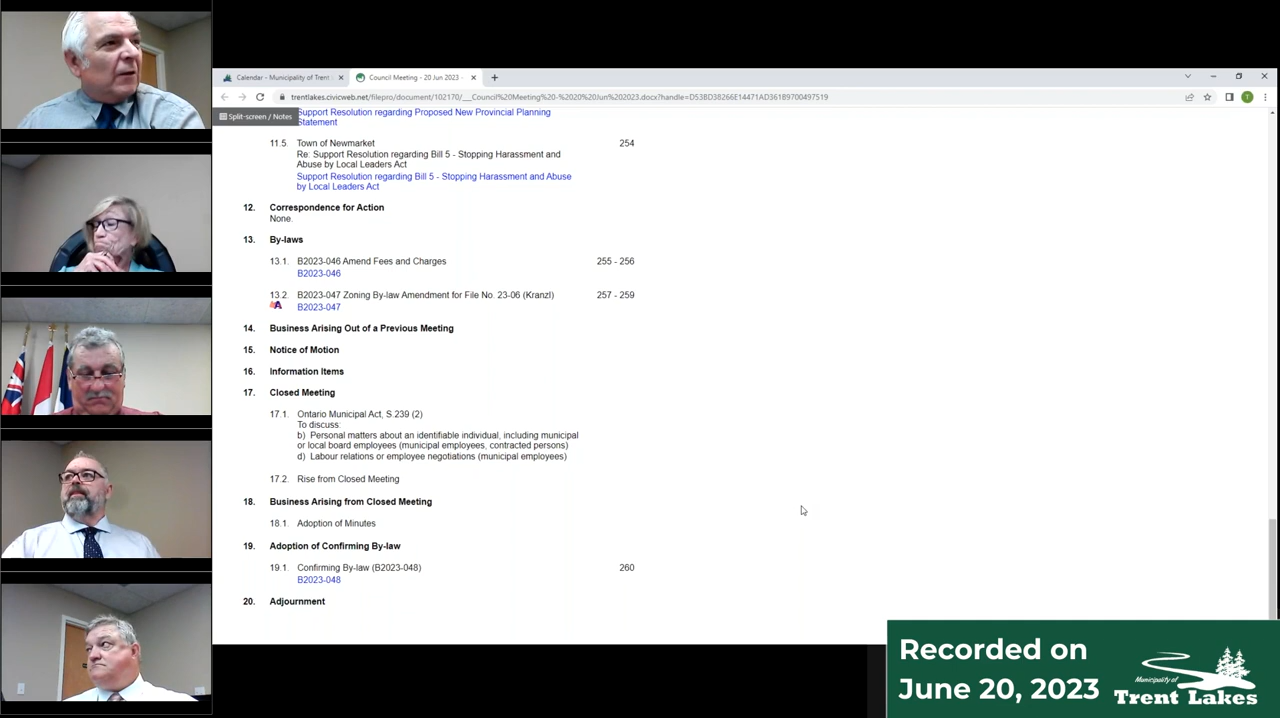 Calendar - Municipality of Trent
Council Meeting - 20 Jun 2023 -
trentlakes.civicweb.net/filepro/document/102170/__Council%20Meeting%20-%2020%20Jun%202023.docx?handle=D53BD38266E14471AD361B9700497519
T
Split-screen / Notes
Support Resolution regarding Proposed New Provincial Planning
Statement
11.5. Town of Newmarket 254
Re: Support Resolution regarding Bill 5 - Stopping Harassment and
Abuse by Local Leaders Act
Support Resolution regarding Bill 5 - Stopping Harassment and Abuse
by Local Leaders Act
12. Correspondence for Action
None.
13. By-laws
13.1. B2023-046 Amend Fees and Charges 255 - 256
B2023-046
13.2. B2023-047 Zoning By-law Amendment for File No. 23-06 (Kranzl) 257 - 259
B2023-047
14. Business Arising Out of a Previous Meeting
15. Notice of Motion
16. Information Items
17. Closed Meeting
17.1. Ontario Municipal Act, S.239 (2)
To discuss:
b) Personal matters about an identifiable individual, including municipal
or local board employees (municipal employees, contracted persons)
d) Labour relations or employee negotiations (municipal employees)
17.2. Rise from Closed Meeting
18. Business Arising from Closed Meeting
18.1. Adoption of Minutes
19. Adoption of Confirming By-law
19.1. Confirming By-law (B2023-048) 260
B2023-048
20. Adjournment
Recorded on
June 20, 2023
Municipality of
Trent Lakes